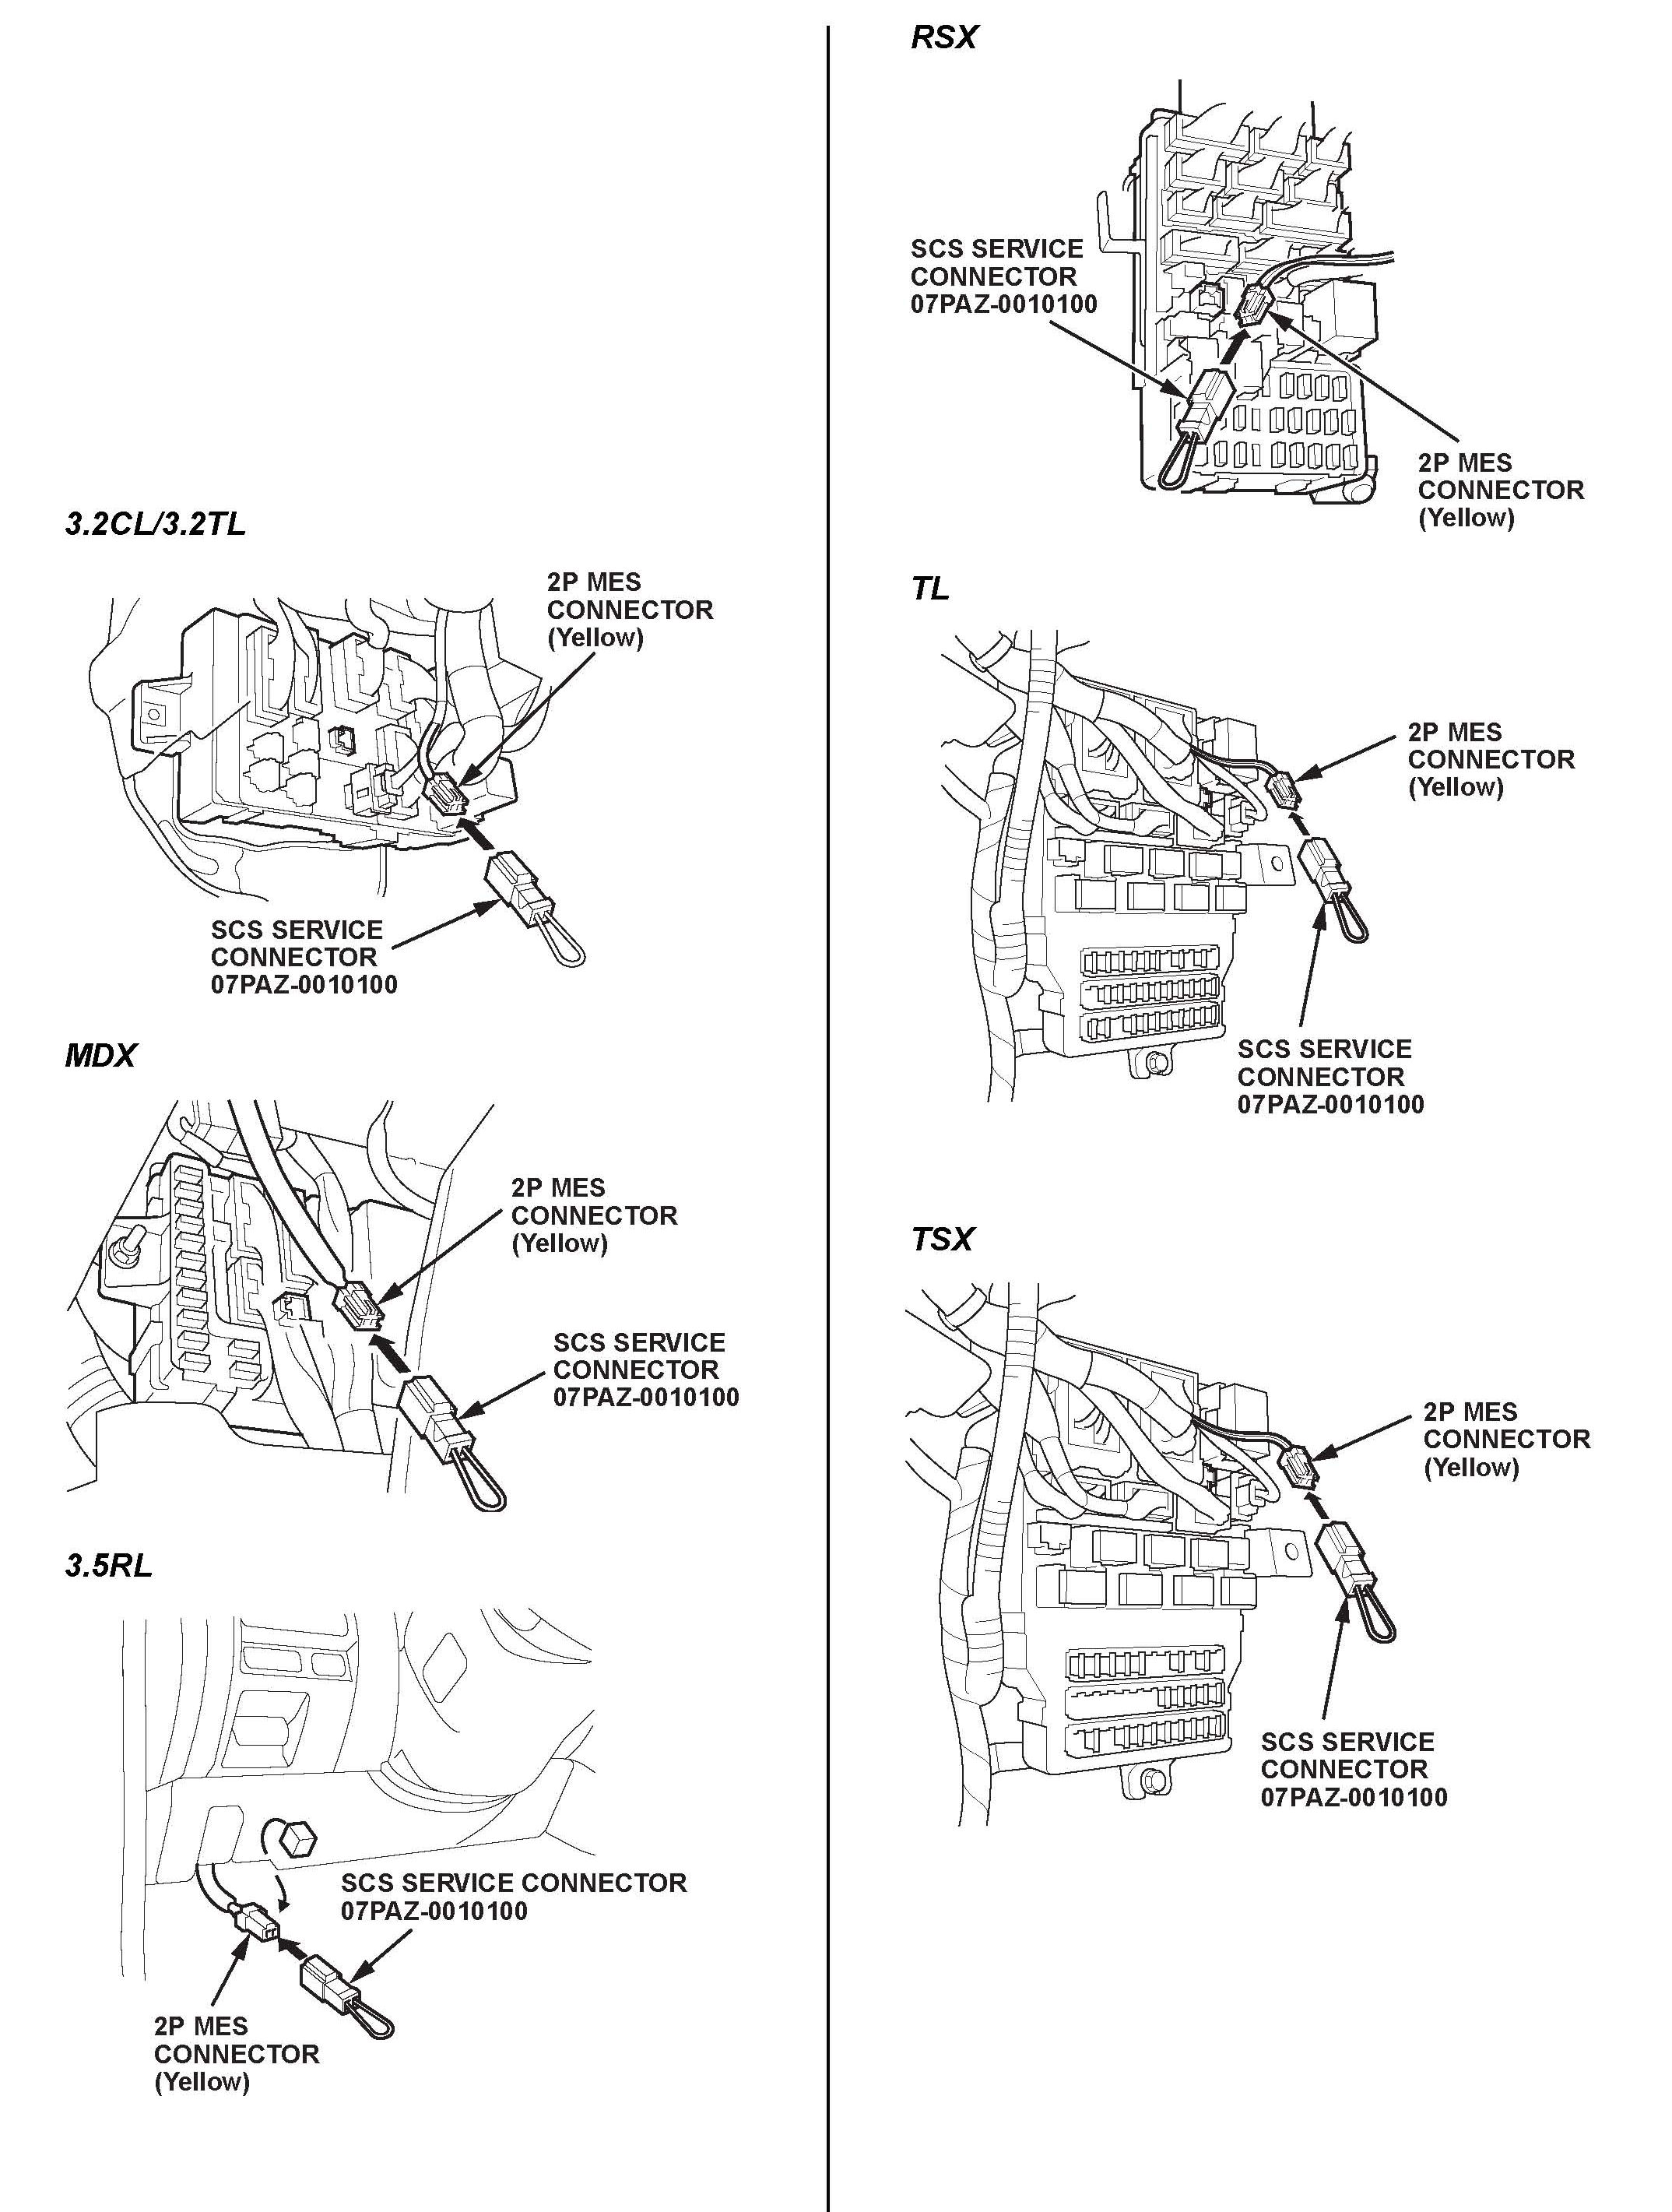 3.2CL/3.2TL
2P MES
CONNECTOR
(Yellow)
SCS SERVICE
CONNECTOR
07PAZ-0010100
MDX
2P MES
CONNECTOR
(Yellow)
SCS SERVICE
CONNECTOR
07PAZ-0010100
3.5RL
SCS SERVICE CONNECTOR
07PAZ-0010100
2P MES
CONNECTOR
(Yellow)
RSX
SCS SERVICE
CONNECTOR
07PAZ-0010100
2P MES
CONNECTOR
(Yellow)
TL
2P MES
CONNECTOR
(Yellow)
SCS SERVICE
CONNECTOR
07PAZ-0010100
TSX
2P MES
CONNECTOR
(Yellow)
SCS SERVICE
CONNECTOR
07PAZ-0010100